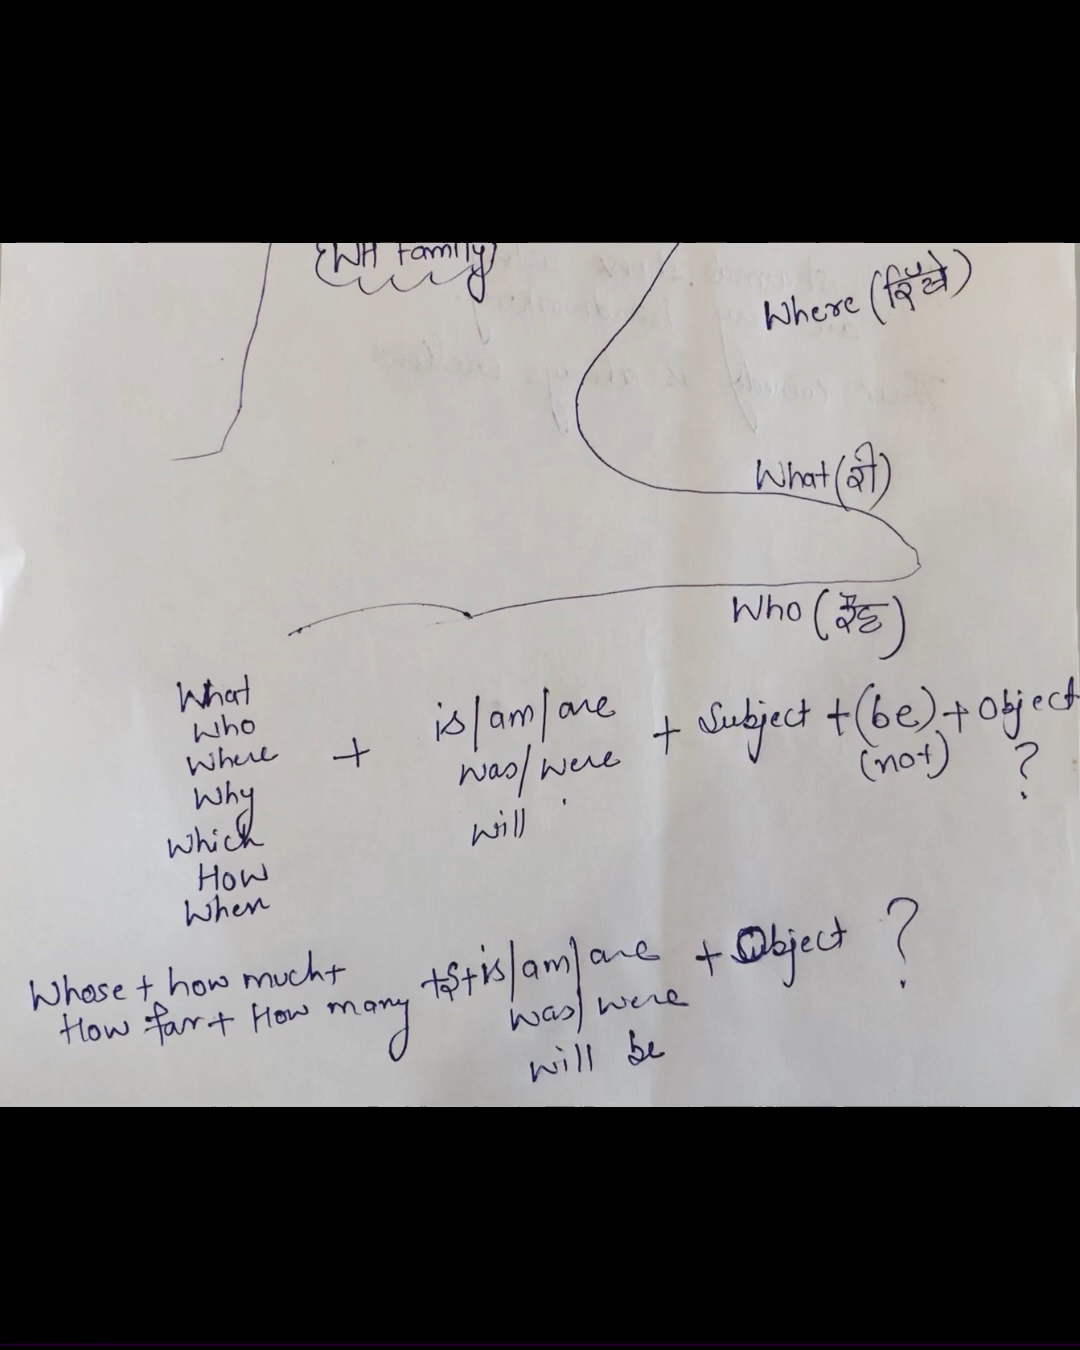 (WH Family)
Where (ਕਿੱਥੇ)
What (ਕੀ)
Who (ਕੌਣ)
What
Who
Where
Why
Which
How
When
+
is/am/are
was/were
will
+ Subject + (be) + Object
(not) ?
Whose + how much +
How far + How many
+S+ is/am/are
was/were
will be
+ Object ?